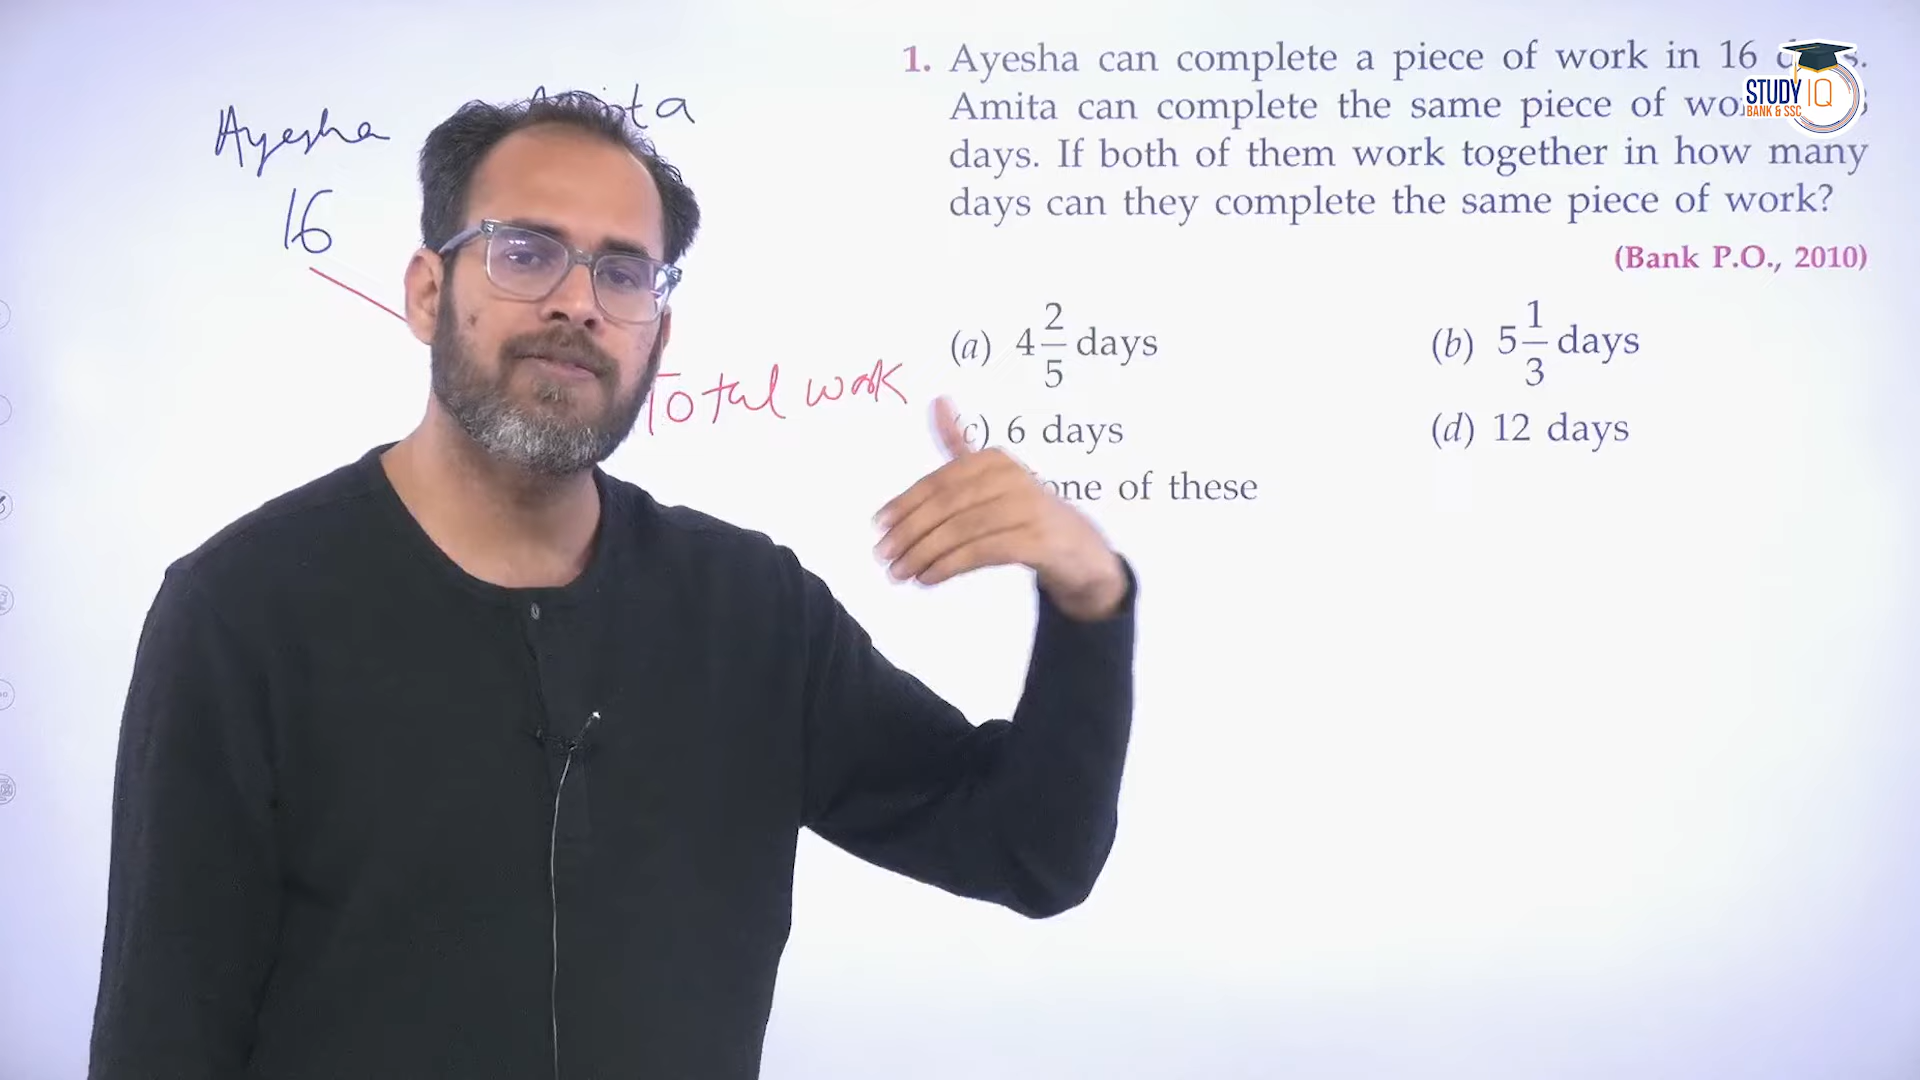 1. Ayesha can complete a piece of work in 16
Amita can complete the same piece of
days. If both of them work together in how many
days can they complete the same piece of work?
(Bank P.O., 2010)
(a) 4 2/5 days (b) 5 1/3 days
(c) 6 days (d) 12 days
of these
Ayesha
16
Total work
STUDY IQ
BANK & SSC